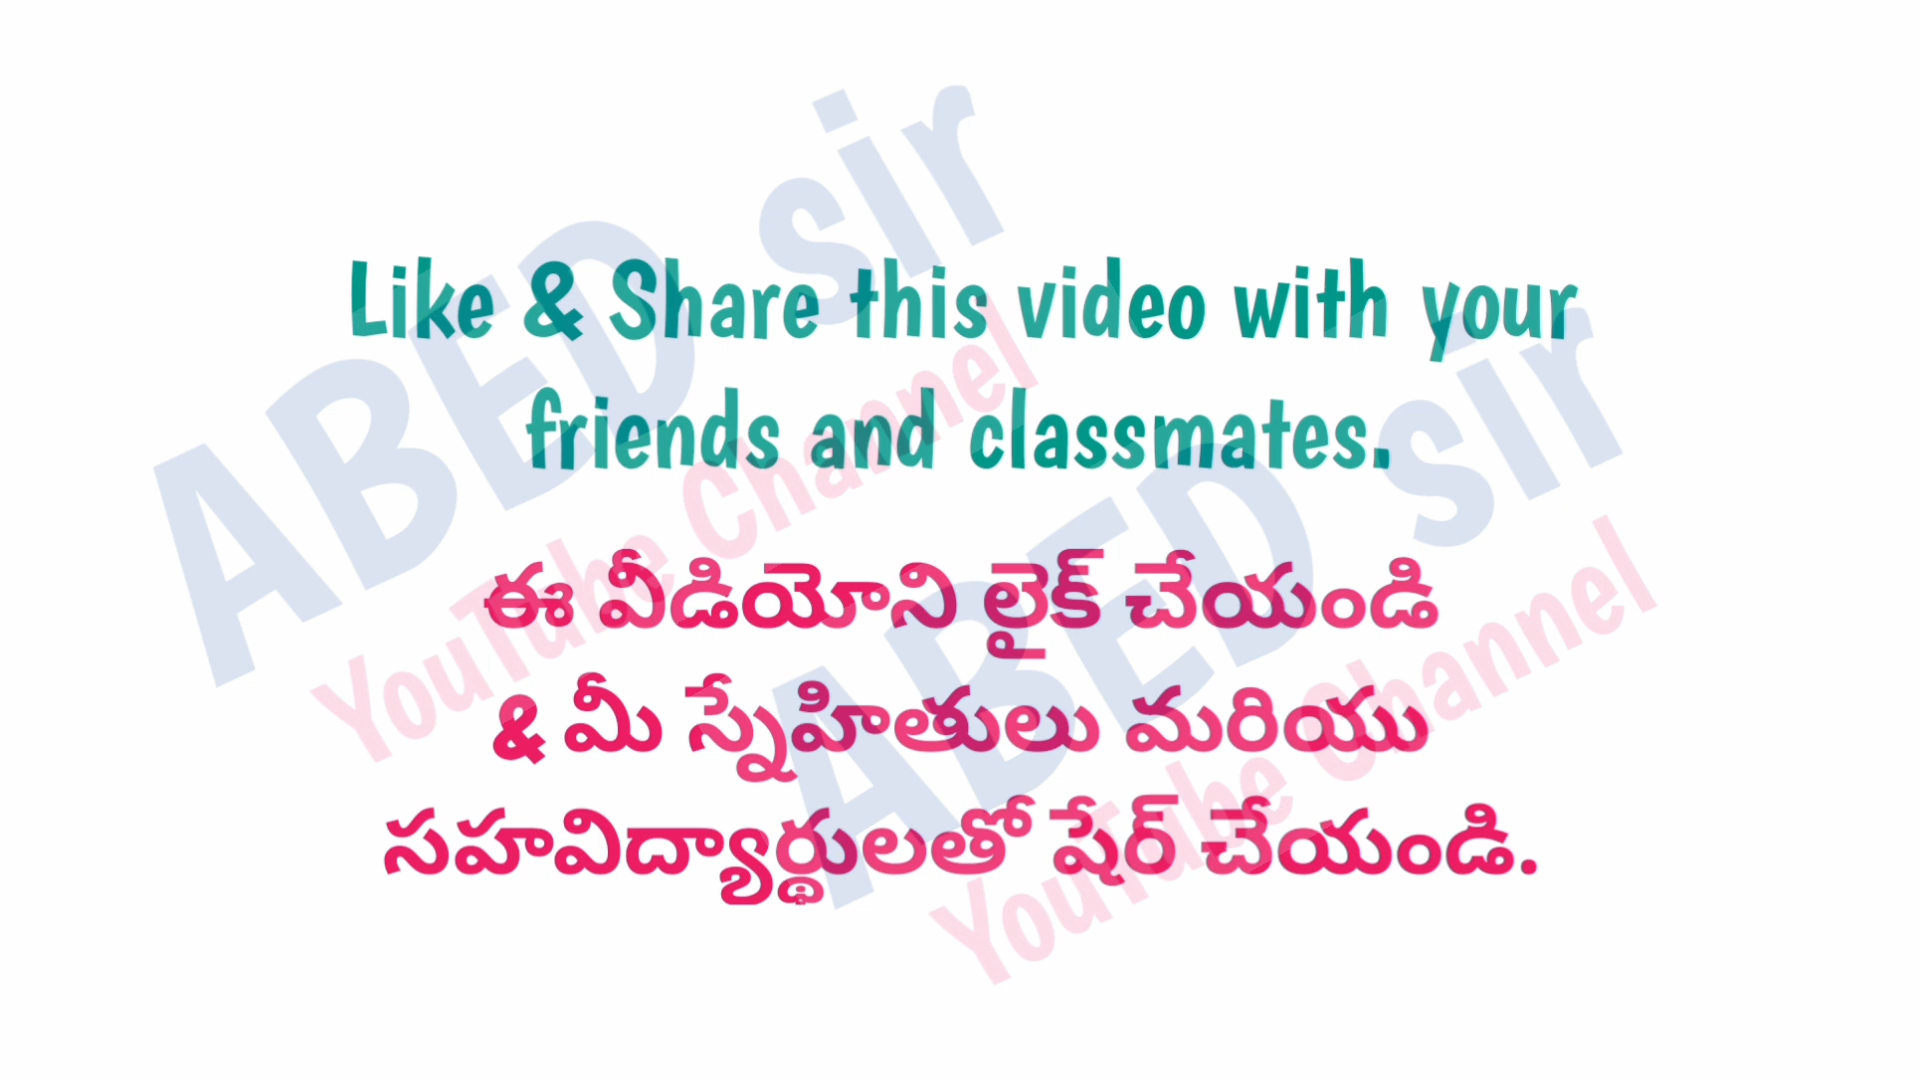 Like & Share this video with your
friends and classmates.
ఈ వీడియోని లైక్ చేయండి
& మీ స్నేహితులు మరియు
సహవిద్యార్థులతో షేర్ చేయండి.
ABED sir
YouTube Channel
ABED sir
YouTube Channel